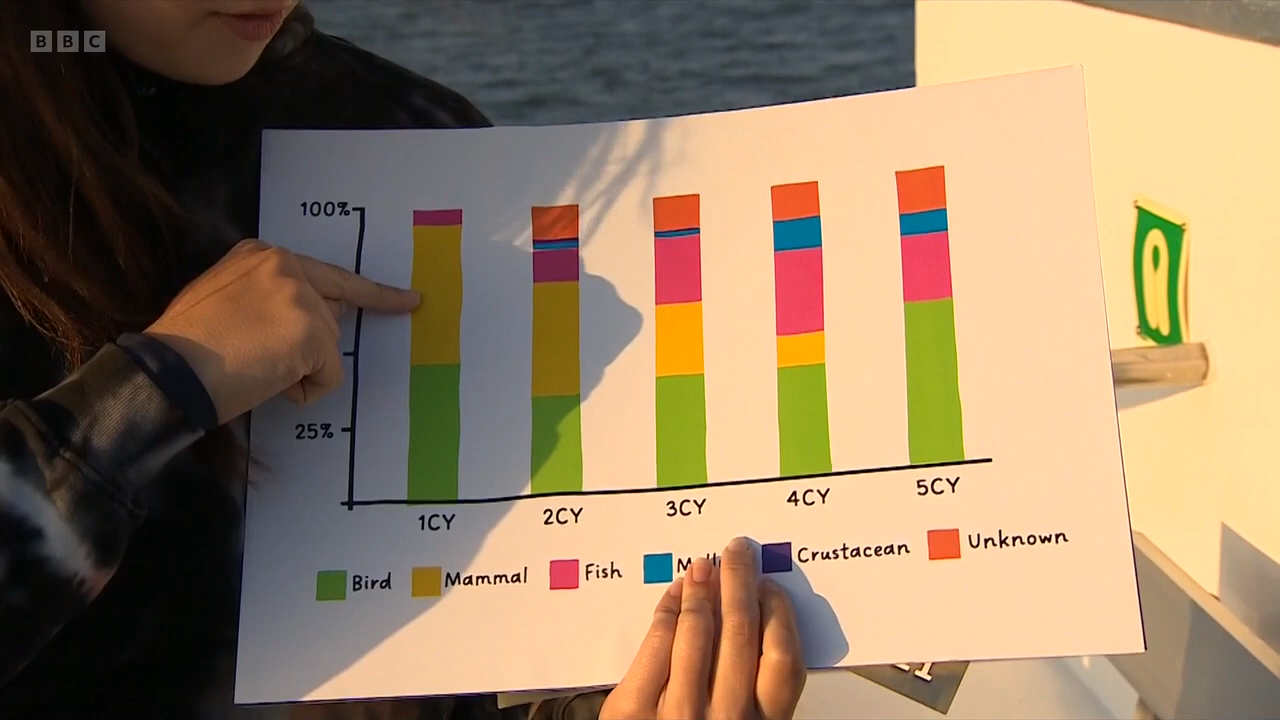 BBC
100%
25%
1CY 2CY 3CY 4CY 5CY
Bird Mammal Fish Crustacean Unknown